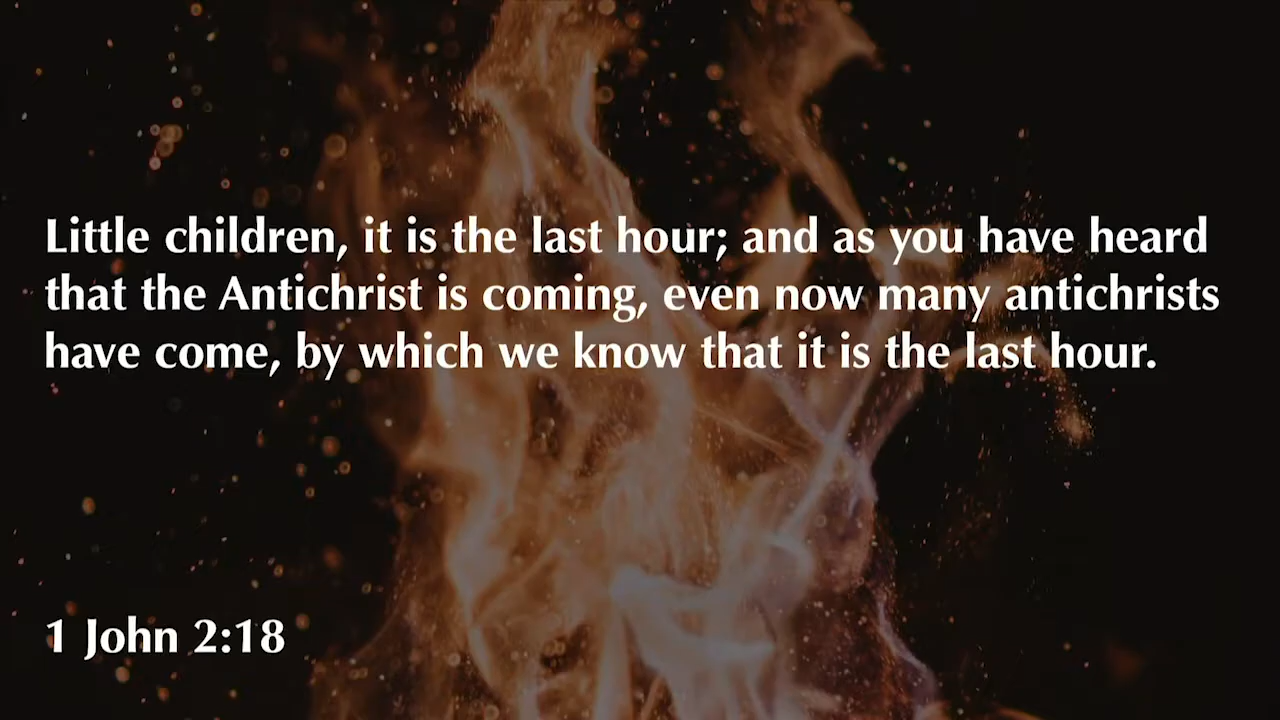 Little children, it is the last hour; and as you have heard
that the Antichrist is coming, even now many antichrists
have come, by which we know that it is the last hour.
1 John 2:18